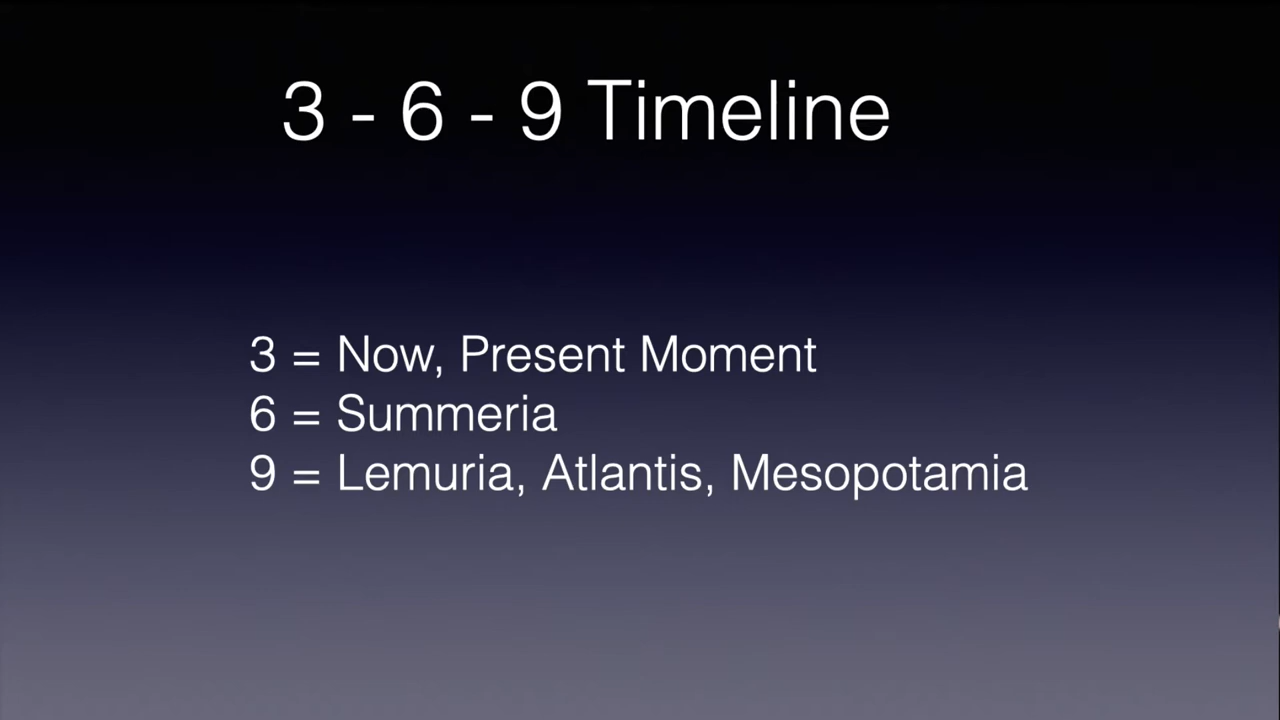 3 - 6 - 9 Timeline
3 = Now, Present Moment
6 = Summeria
9 = Lemuria, Atlantis, Mesopotamia